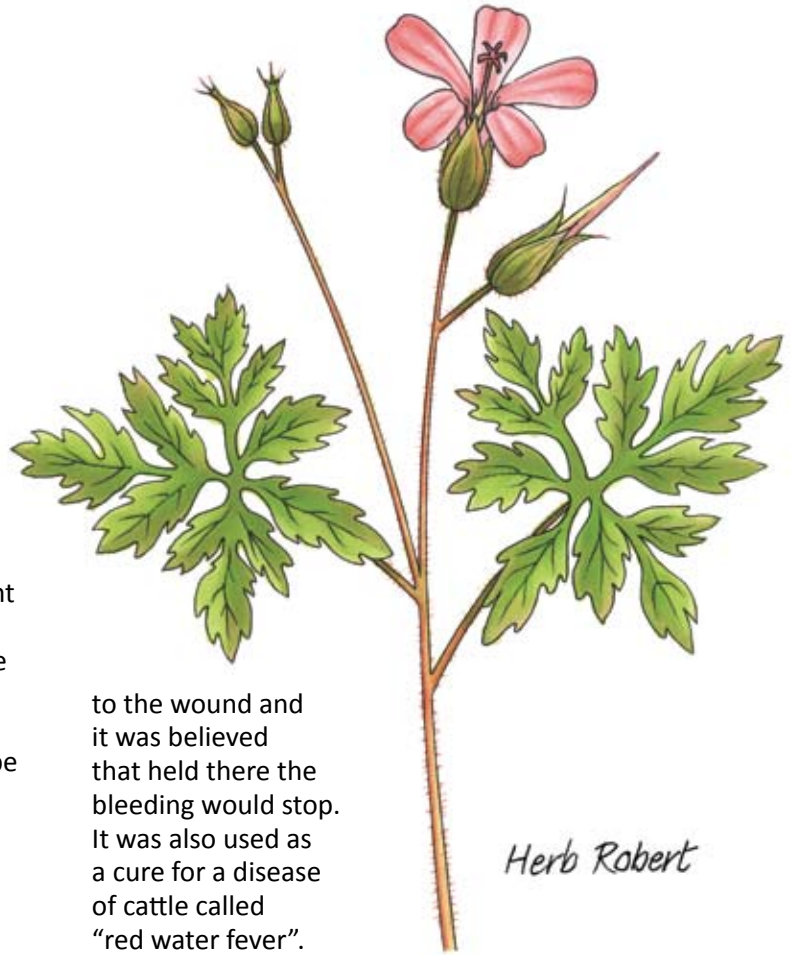 to the wound and
it was believed
that held there the
bleeding would stop.
It was also used as
a cure for a disease
of cattle called
“red water fever”.
Herb Robert